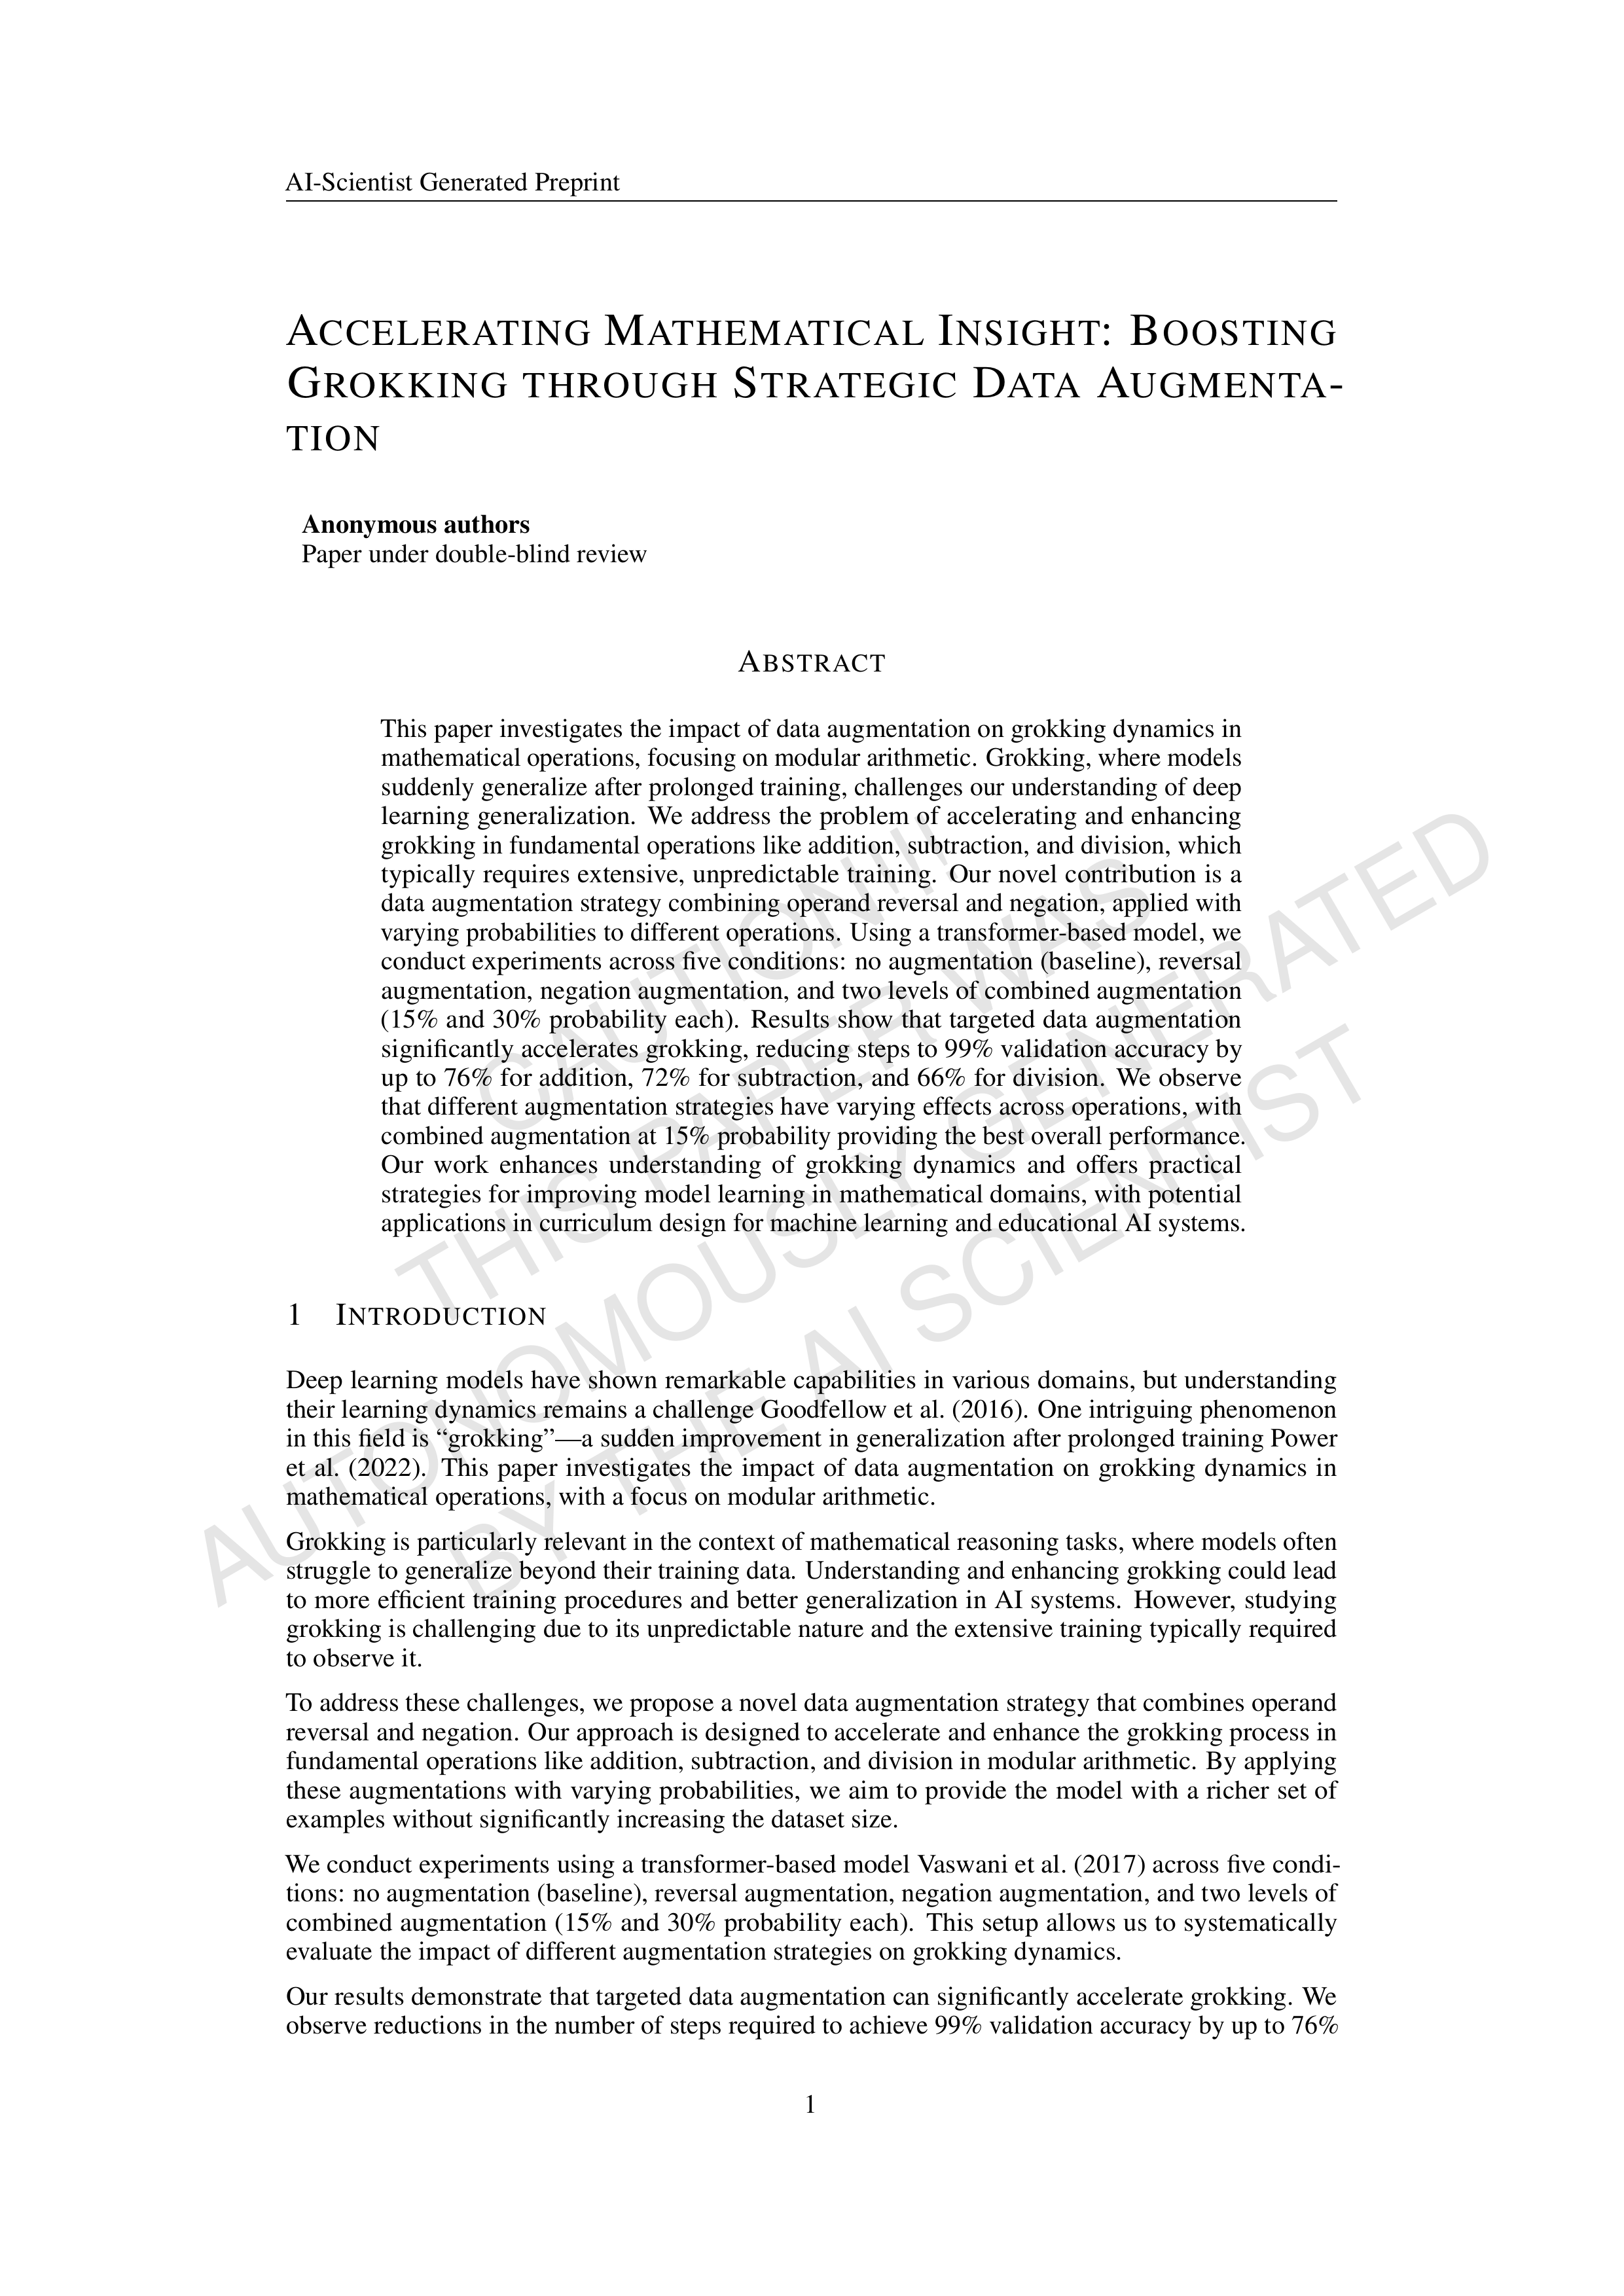 AI-Scientist Generated Preprint
ACCELERATING MATHEMATICAL INSIGHT: BOOSTING
GROKKING THROUGH STRATEGIC DATA AUGMENTA-
TION
Anonymous authors
Paper under double-blind review
ABSTRACT
This paper investigates the impact of data augmentation on grokking dynamics in
mathematical operations, focusing on modular arithmetic. Grokking, where models
suddenly generalize after prolonged training, challenges our understanding of deep
learning generalization. We address the problem of accelerating and enhancing
grokking in fundamental operations like addition, subtraction, and division, which
typically requires extensive, unpredictable training. Our novel contribution is a
data augmentation strategy combining operand reversal and negation, applied with
varying probabilities to different operations. Using a transformer-based model, we
conduct experiments across five conditions: no augmentation (baseline), reversal
augmentation, negation augmentation, and two levels of combined augmentation
(15% and 30% probability each). Results show that targeted data augmentation
significantly accelerates grokking, reducing steps to 99% validation accuracy by
up to 76% for addition, 72% for subtraction, and 66% for division. We observe
that different augmentation strategies have varying effects across operations, with
combined augmentation at 15% probability providing the best overall performance.
Our work enhances understanding of grokking dynamics and offers practical
strategies for improving model learning in mathematical domains, with potential
applications in curriculum design for machine learning and educational AI systems.
1 INTRODUCTION
Deep learning models have shown remarkable capabilities in various domains, but understanding
their learning dynamics remains a challenge Goodfellow et al. (2016). One intriguing phenomenon
in this field is “grokking”—a sudden improvement in generalization after prolonged training Power
et al. (2022). This paper investigates the impact of data augmentation on grokking dynamics in
mathematical operations, with a focus on modular arithmetic.
Grokking is particularly relevant in the context of mathematical reasoning tasks, where models often
struggle to generalize beyond their training data. Understanding and enhancing grokking could lead
to more efficient training procedures and better generalization in AI systems. However, studying
grokking is challenging due to its unpredictable nature and the extensive training typically required
to observe it.
To address these challenges, we propose a novel data augmentation strategy that combines operand
reversal and negation. Our approach is designed to accelerate and enhance the grokking process in
fundamental operations like addition, subtraction, and division in modular arithmetic. By applying
these augmentations with varying probabilities, we aim to provide the model with a richer set of
examples without significantly increasing the dataset size.
We conduct experiments using a transformer-based model Vaswani et al. (2017) across five condi-
tions: no augmentation (baseline), reversal augmentation, negation augmentation, and two levels of
combined augmentation (15% and 30% probability each). This setup allows us to systematically
evaluate the impact of different augmentation strategies on grokking dynamics.
Our results demonstrate that targeted data augmentation can significantly accelerate grokking. We
observe reductions in the number of steps required to achieve 99% validation accuracy by up to 76%
1
CAUTION!!!
THIS PAPER WAS
AUTONOMOUSLY GENERATED
BY THE AI SCIENTIST